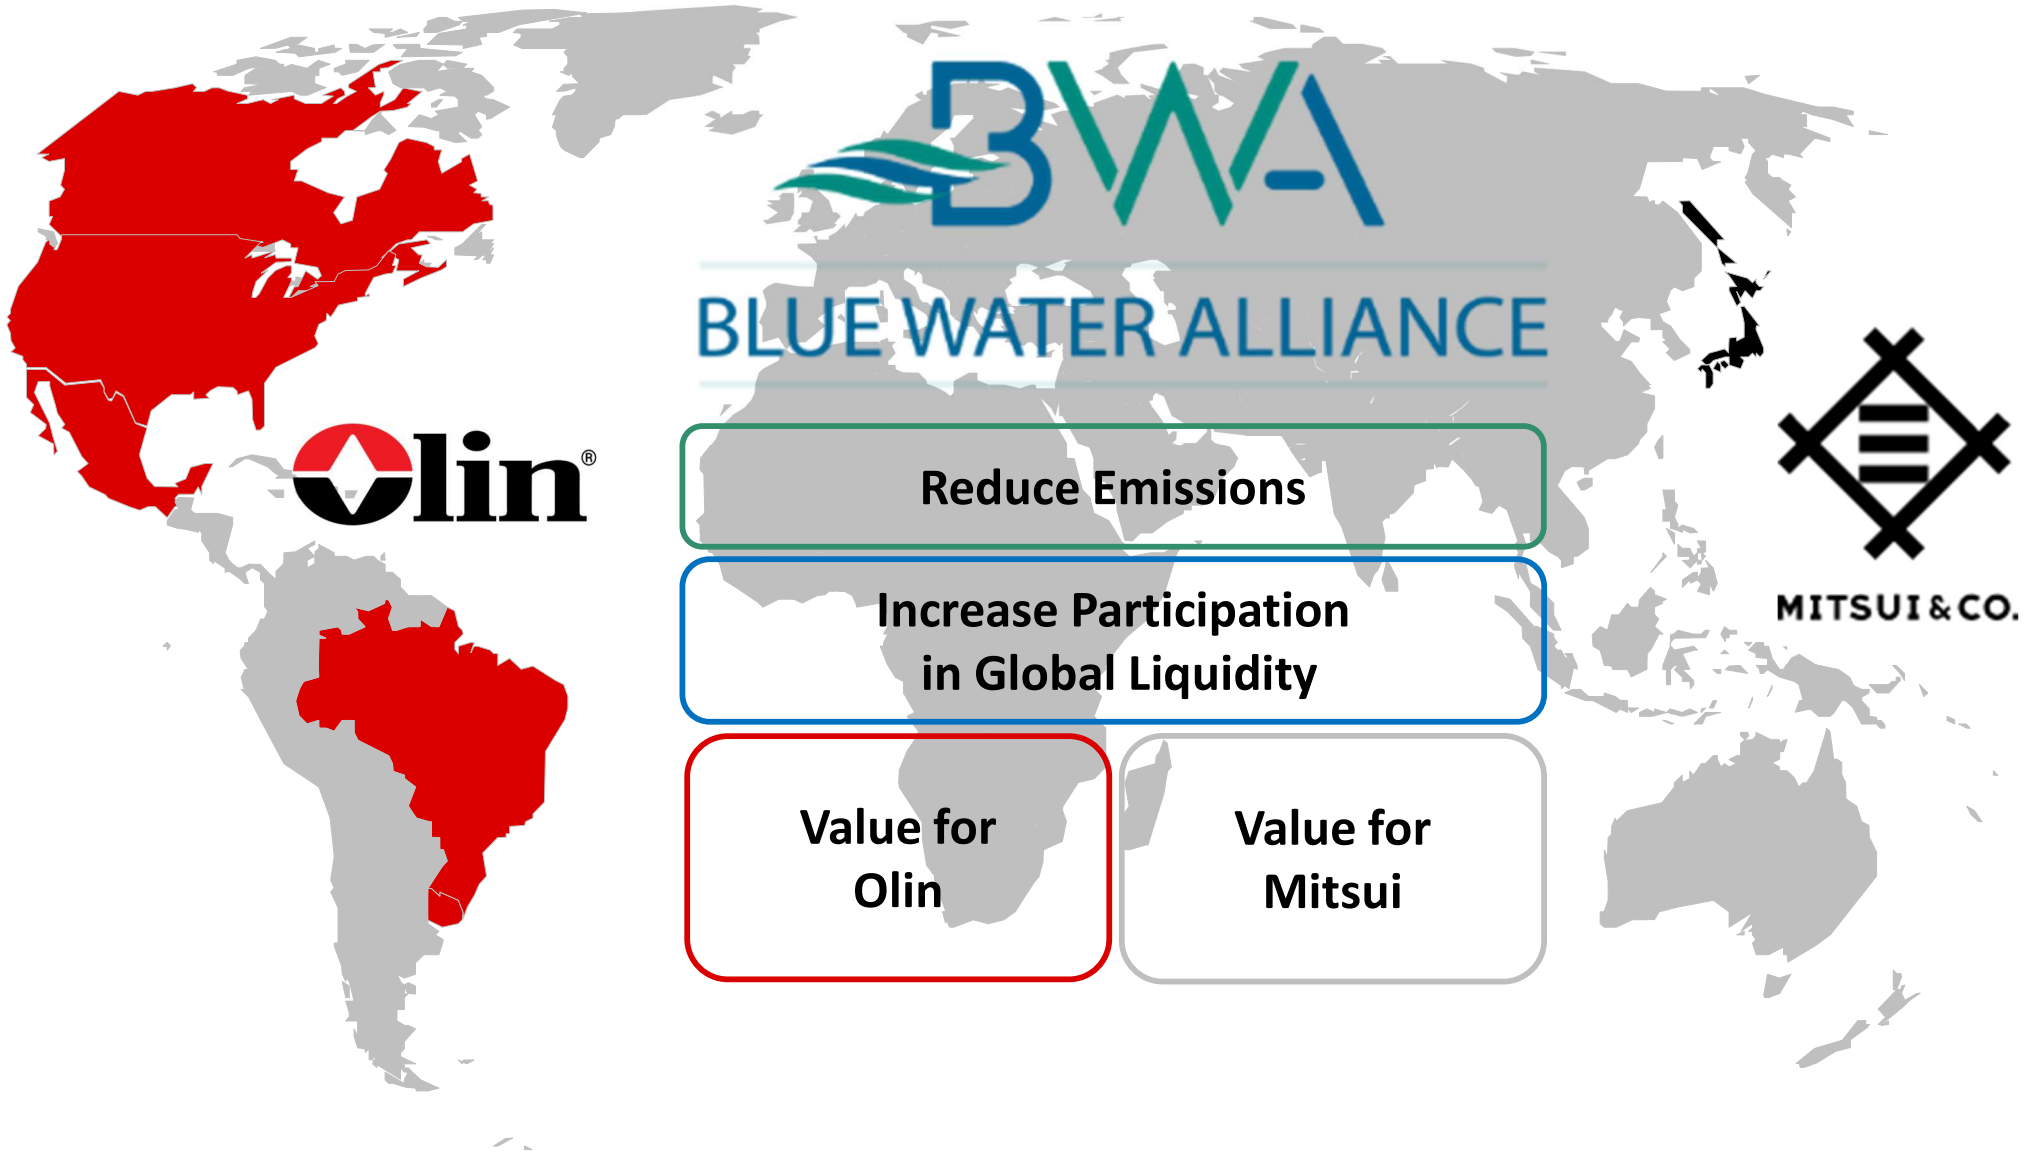 BWA
BLUE WATER ALLIANCE
Olin®
Reduce Emissions
Increase Participation
in Global Liquidity
MITSUI & CO.
Value for
Olin
Value for
Mitsui